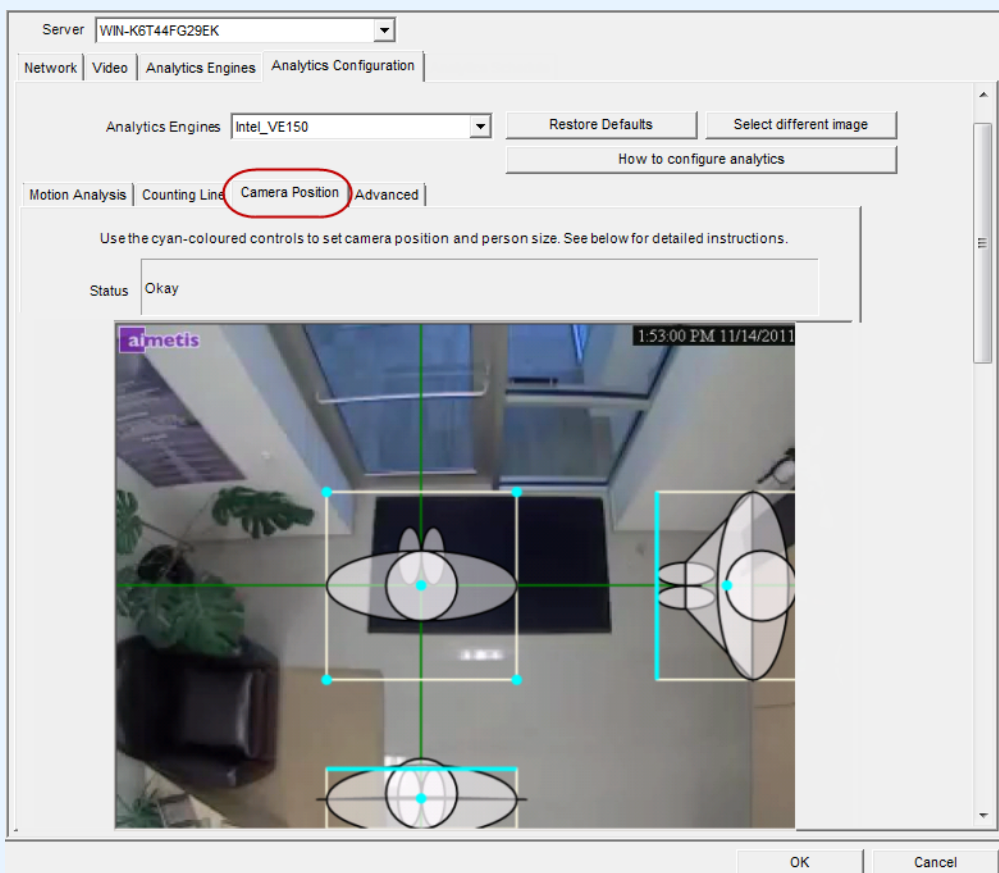 Server WIN-K6T44FG29EK
Network Video Analytics Engines Analytics Configuration
Analytics Engines Intel_VE150 Restore Defaults Select different image
How to configure analytics
Motion Analysis Counting Line Camera Position Advanced
Use the cyan-coloured controls to set camera position and person size. See below for detailed instructions.
Status Okay
aimetis 1:53:00 PM 11/14/2011
OK Cancel